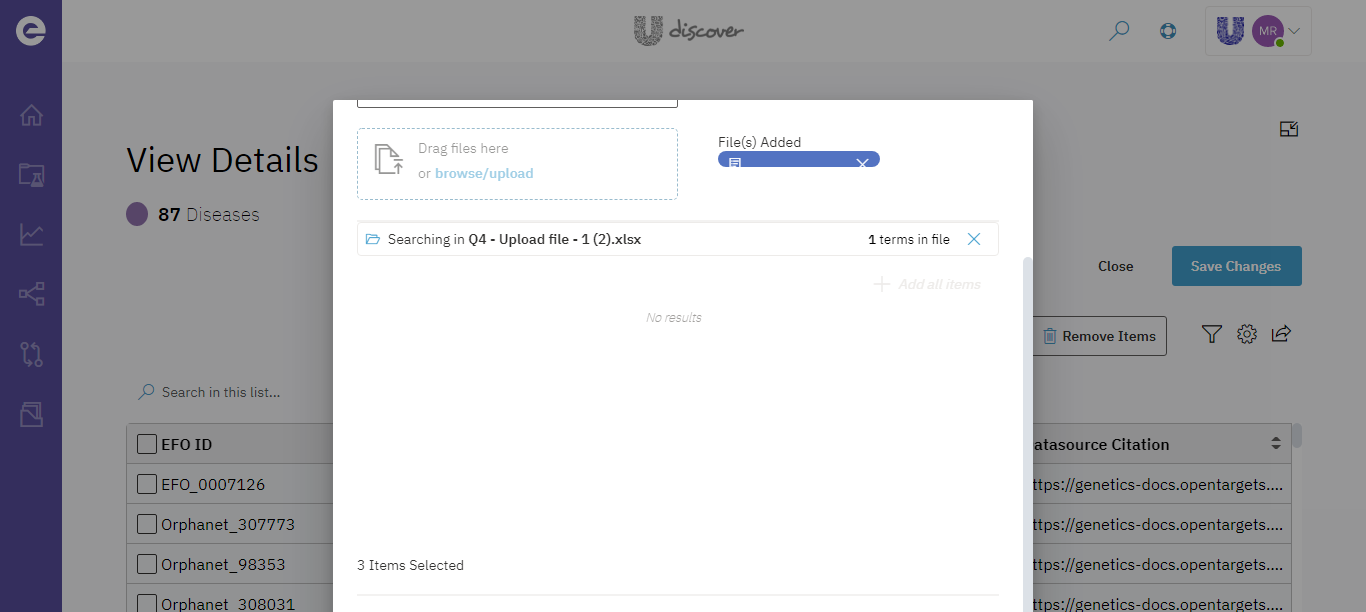 discover
MR
View Details
87 Diseases
Drag files here
or browse/upload
File(s) Added
Searching in Q4 - Upload file - 1 (2).xlsx
1 terms in file
Add all items
No results
3 Items Selected
Close
Save Changes
Remove Items
Search in this list...
EFO ID
atasource Citation
EFO_0007126
ttps://genetics-docs.opentargets....
Orphanet_307773
ttps://genetics-docs.opentargets....
Orphanet_98353
ttps://genetics-docs.opentargets....
Orphanet_308031
ttps://genetics-docs.opentargets....